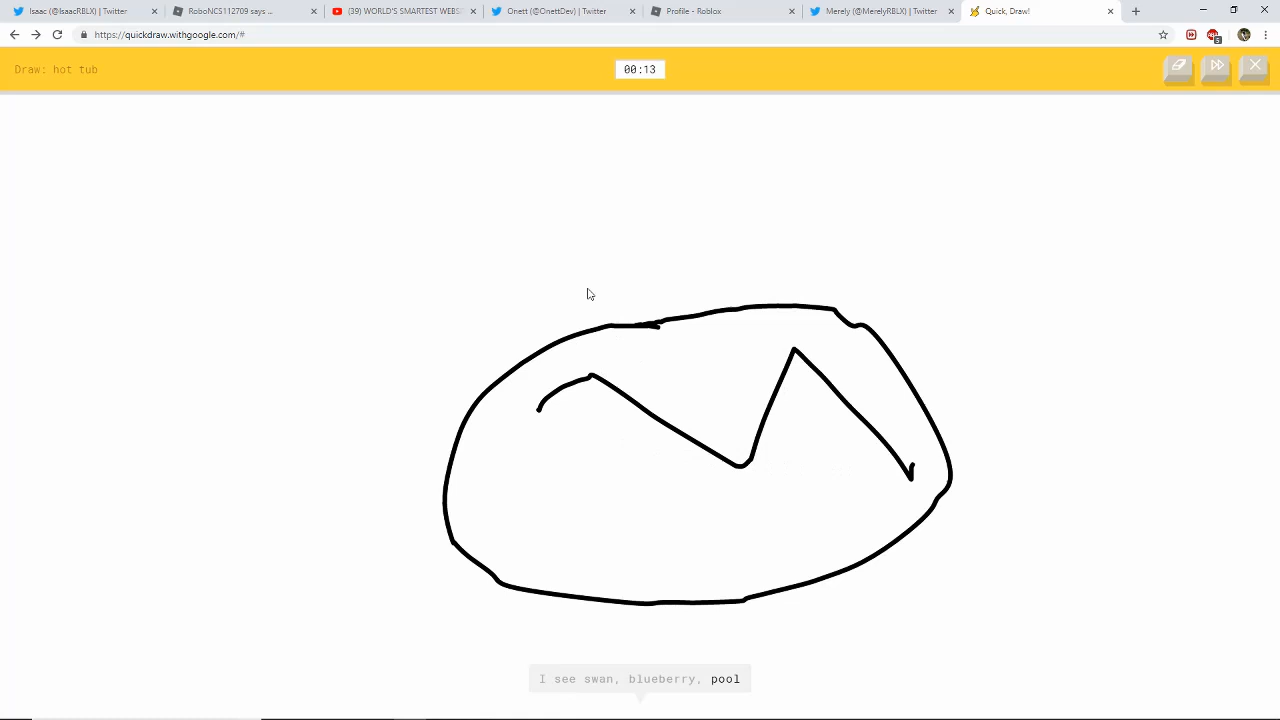 Isaac (@IsaacRBLX) | Twitter
RoboNCS112709 says ...
(39) WORLD'S SMARTEST WEBSI
Onett (@OnettDev) | Twitter
Profile - Roblox
Merely (@MerelyRBLX) | Twitter
Quick, Draw!
https://quickdraw.withgoogle.com/#
Draw: hot tub
00:13
I see swan, blueberry, pool